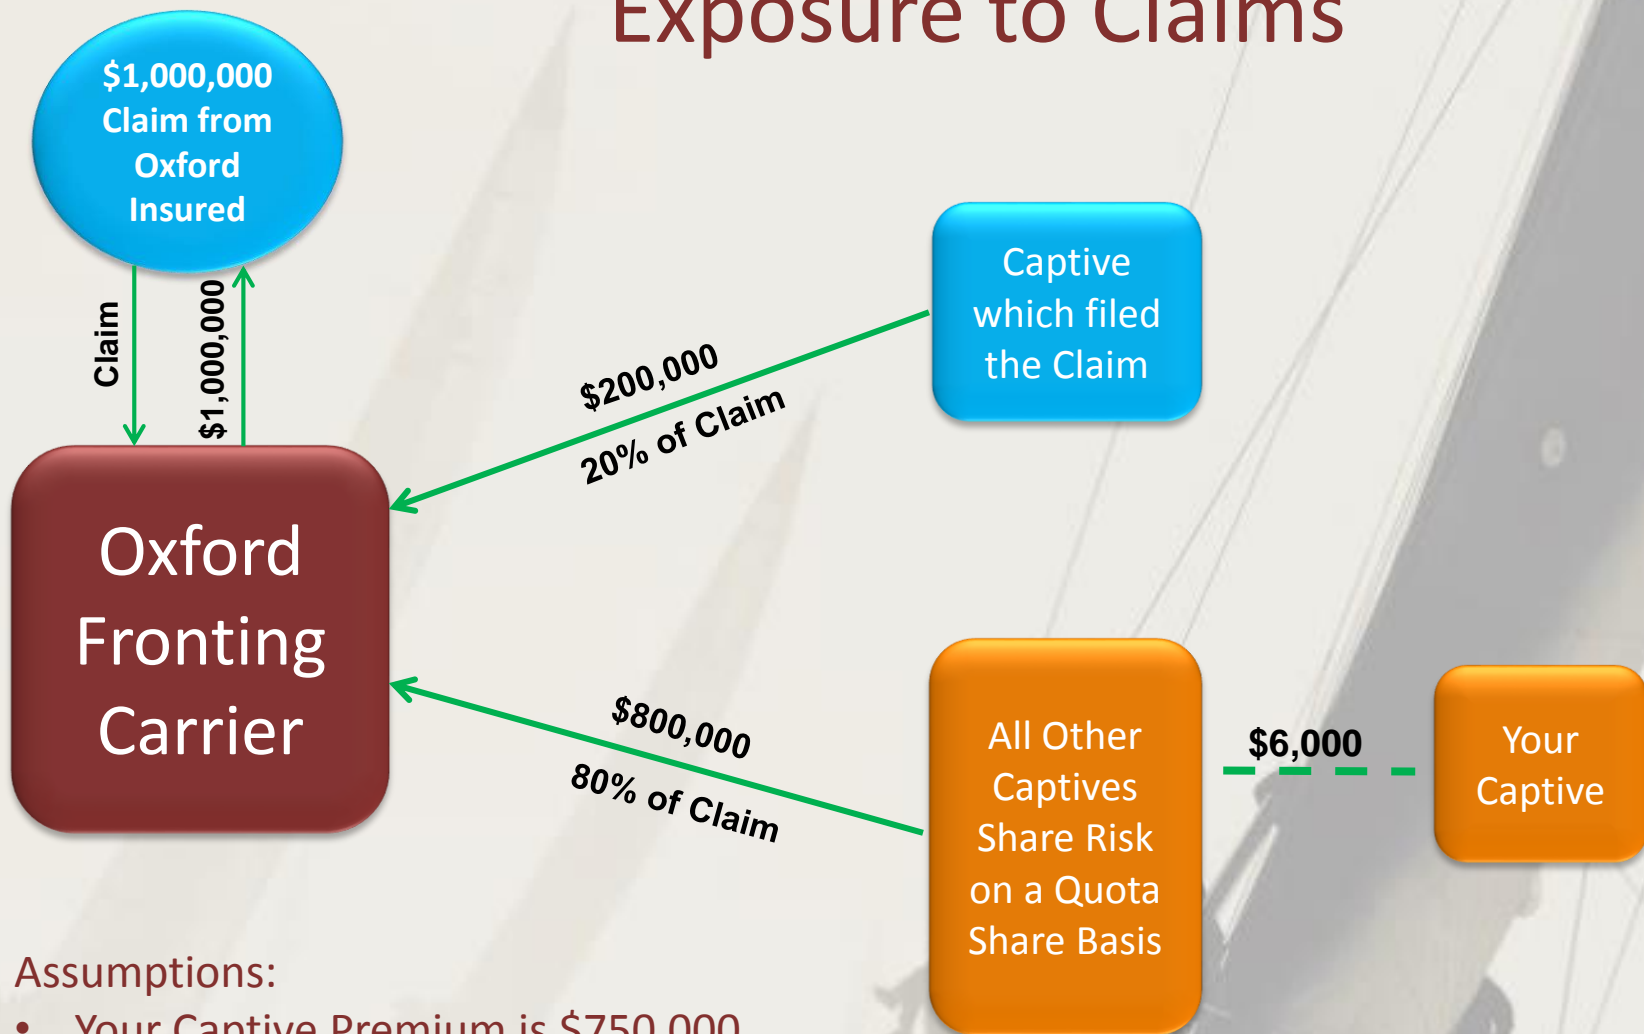 Exposure to Claims
$1,000,000
Claim from
Oxford
Insured
Claim
$1,000,000
$200,000
20% of Claim
Captive
which filed
the Claim
Oxford
Fronting
Carrier
$800,000
80% of Claim
All Other
Captives
Share Risk
on a Quota
Share Basis
$6,000
Your
Captive
Assumptions:
• Your Captive Premium is $750,000